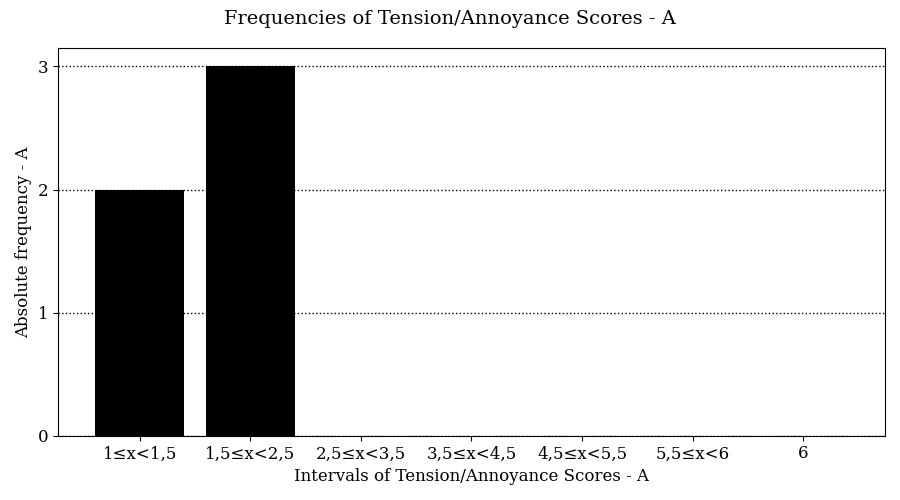 Frequencies of Tension/Annoyance Scores - A
Absolute frequency - A
3
2
1
0
1≤x<1,5 1,5≤x<2,5 2,5≤x<3,5 3,5≤x<4,5 4,5≤x<5,5 5,5≤x<6 6
Intervals of Tension/Annoyance Scores - A